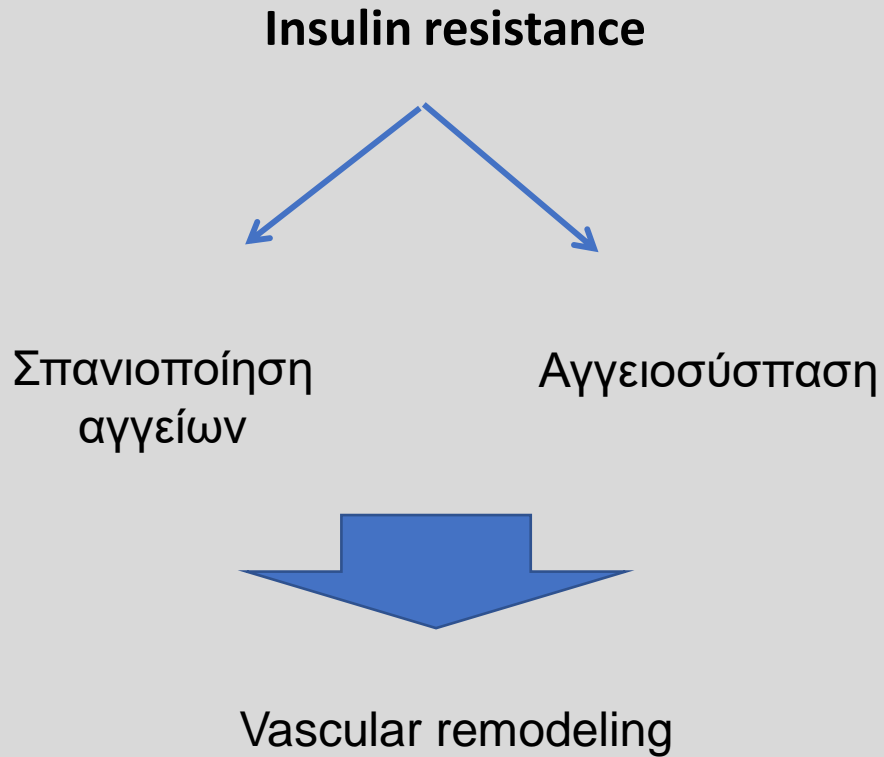 Insulin resistance
Σπανιοποίηση
αγγείων
Αγγειοσύσπαση
Vascular remodeling